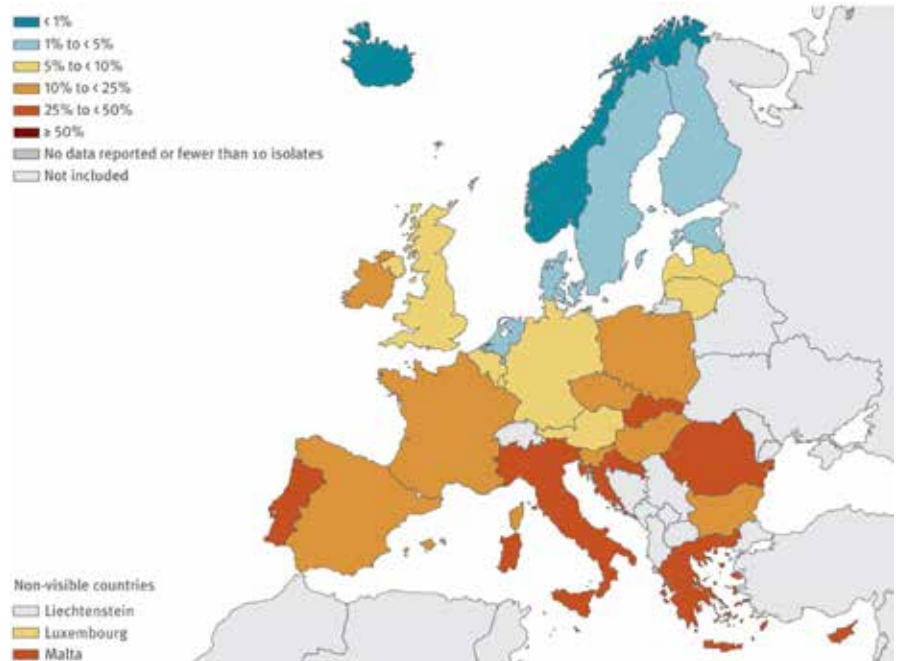 < 1%
1% to < 5%
5% to < 10%
10% to < 25%
25% to < 50%
≥ 50%
No data reported or fewer than 10 isolates
Not included
Non-visible countries
Liechtenstein
Luxembourg
Malta